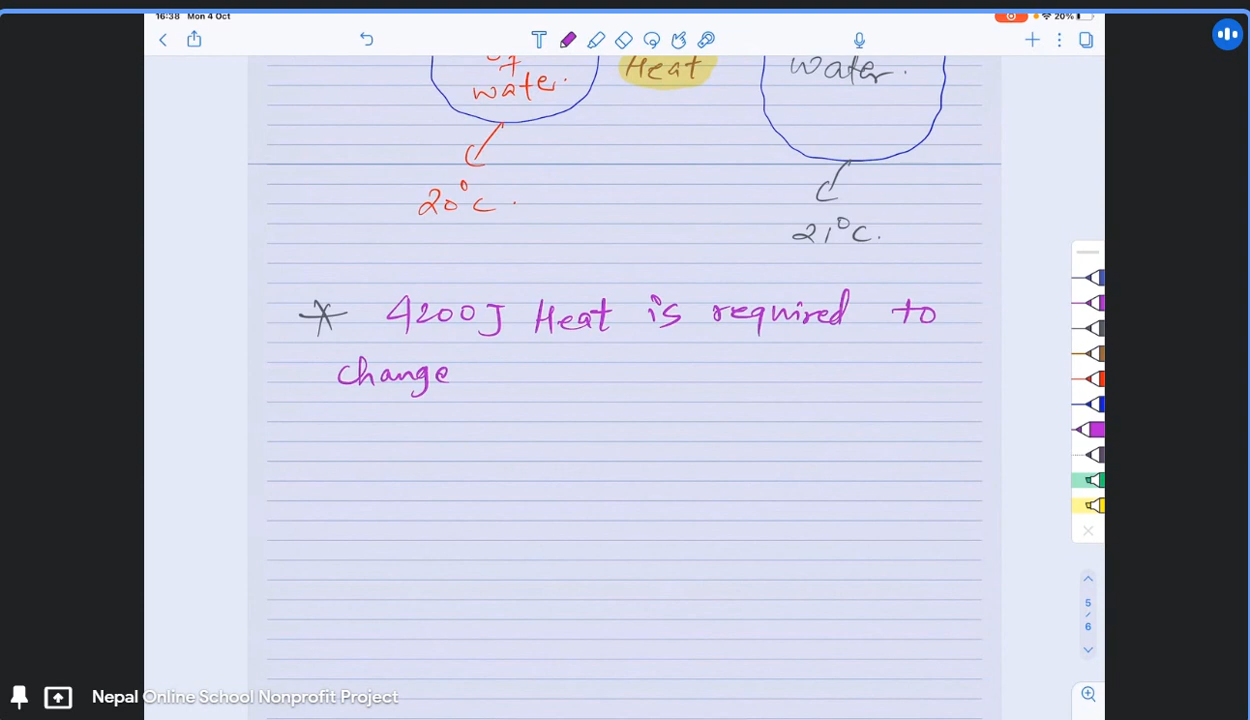 16:38 Mon 4 Oct
20%
T
of
water.
Heat
water.
20°C.
21°C.
* 4200J Heat is required to
change
5
/
6
Nepal Online School Nonprofit Project